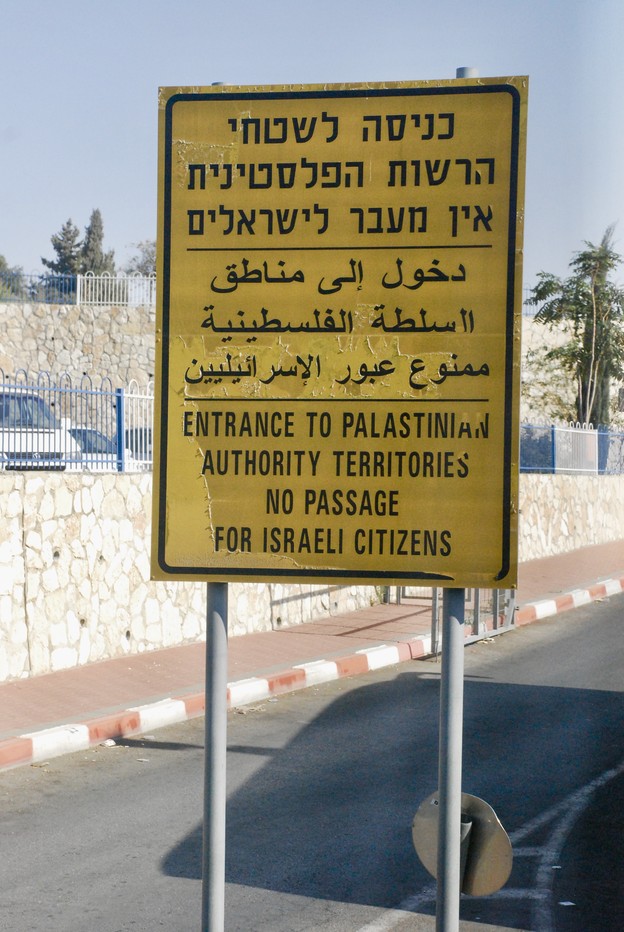 כניסה לשטחי
הרשות הפלסטינית
אין מעבר לישראלים
دخول إلى مناطق
السلطة الفلسطينية
ممنوع عبور الإسرائيليين
ENTRANCE TO PALASTINIAN
AUTHORITY TERRITORIES
NO PASSAGE
FOR ISRAELI CITIZENS